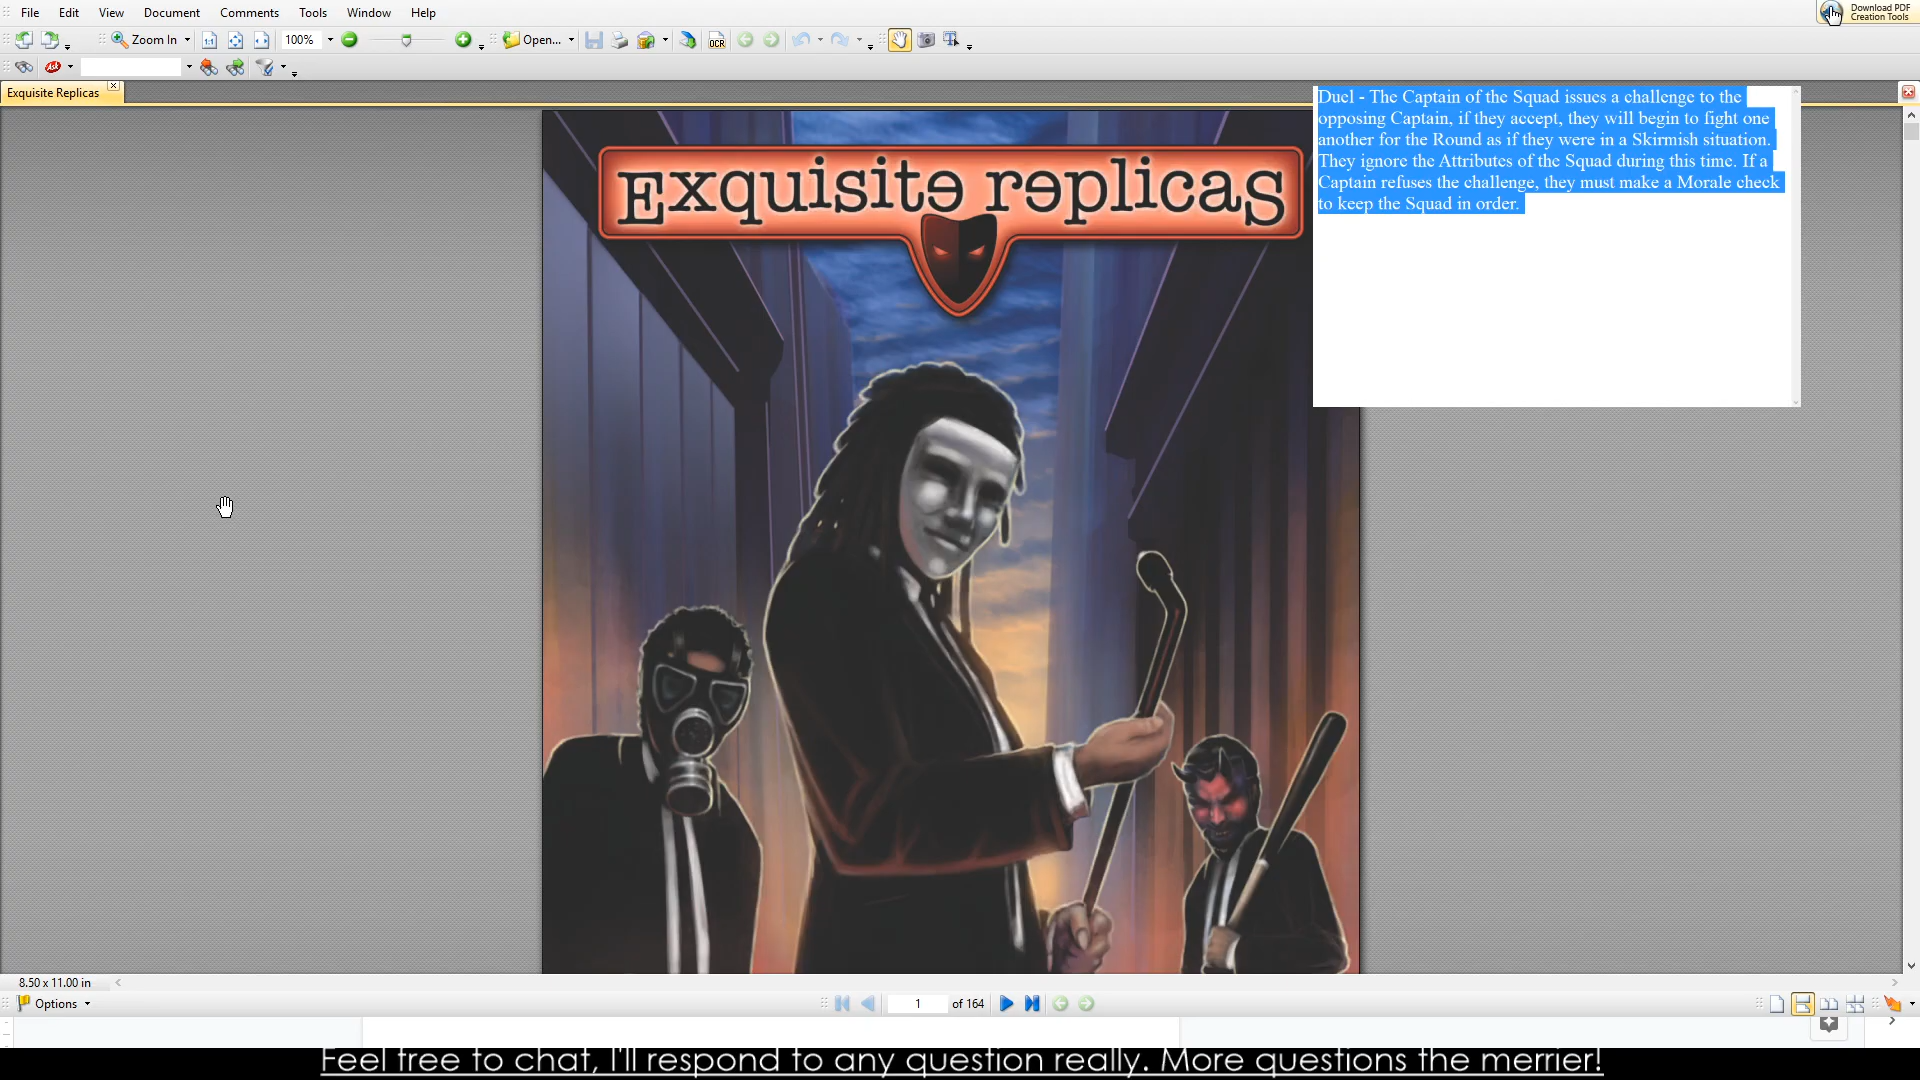 File Edit View Document Comments Tools Window Help
Download PDF
Creation Tools
Zoom In 100% Open... OCR
Ask
Exquisite Replicas
Duel - The Captain of the Squad issues a challenge to the
opposing Captain, if they accept, they will begin to fight one
another for the Round as if they were in a Skirmish situation.
They ignore the Attributes of the Squad during this time. If a
Captain refuses the challenge, they must make a Morale check
to keep the Squad in order.
Exquisitə rəplicas
8.50 x 11.00 in
Options 1 of 164
Feel free to chat, I'll respond to any question really. More questions the merrier!